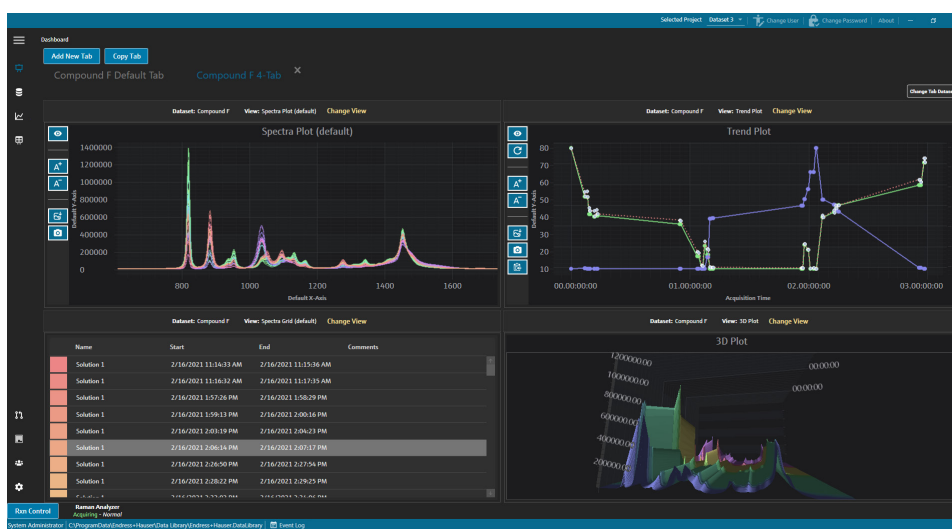 Selected Project Dataset 3 Change User Change Password About
Dashboard
Add New Tab Copy Tab
Compound F Default Tab Compound F 4-Tab X
Change Tab Datase
Dataset: Compound F View: Spectra Plot (default) Change View
Spectra Plot (default)
A+
A-
Default Y-Axis
1400000
1200000
1000000
800000
600000
400000
200000
0
800 1000 1200 1400 1600
Default X-Axis
Dataset: Compound F View: Trend Plot Change View
Trend Plot
A+
A-
Default Y-Axis
80
70
60
50
40
30
20
10
00.00:00:00 01.00:00:00 02.00:00:00 03.00:00:00
Acquisition Time
Dataset: Compound F View: Spectra Grid (default) Change View
Name Start End Comments
Solution 1 2/16/2021 11:14:33 AM 2/16/2021 11:15:36 AM
Solution 1 2/16/2021 11:16:32 AM 2/16/2021 11:17:35 AM
Solution 1 2/16/2021 1:57:26 PM 2/16/2021 1:58:29 PM
Solution 1 2/16/2021 1:59:13 PM 2/16/2021 2:00:16 PM
Solution 1 2/16/2021 2:03:19 PM 2/16/2021 2:04:23 PM
Solution 1 2/16/2021 2:06:14 PM 2/16/2021 2:07:17 PM
Solution 1 2/16/2021 2:26:50 PM 2/16/2021 2:27:54 PM
Solution 1 2/16/2021 2:28:22 PM 2/16/2021 2:29:25 PM
Dataset: Compound F View: 3D Plot Change View
3D Plot
1200000.00
1000000.00
800000.00
600000.00
400000.00
200000.00
00:00:00
00:00:00
Rxn Control
Raman Analyzer
Acquiring - Normal
System Administrator C:\ProgramData\Endress+Hauser\Data Library\Endress+Hauser.DataLibrary Event Log